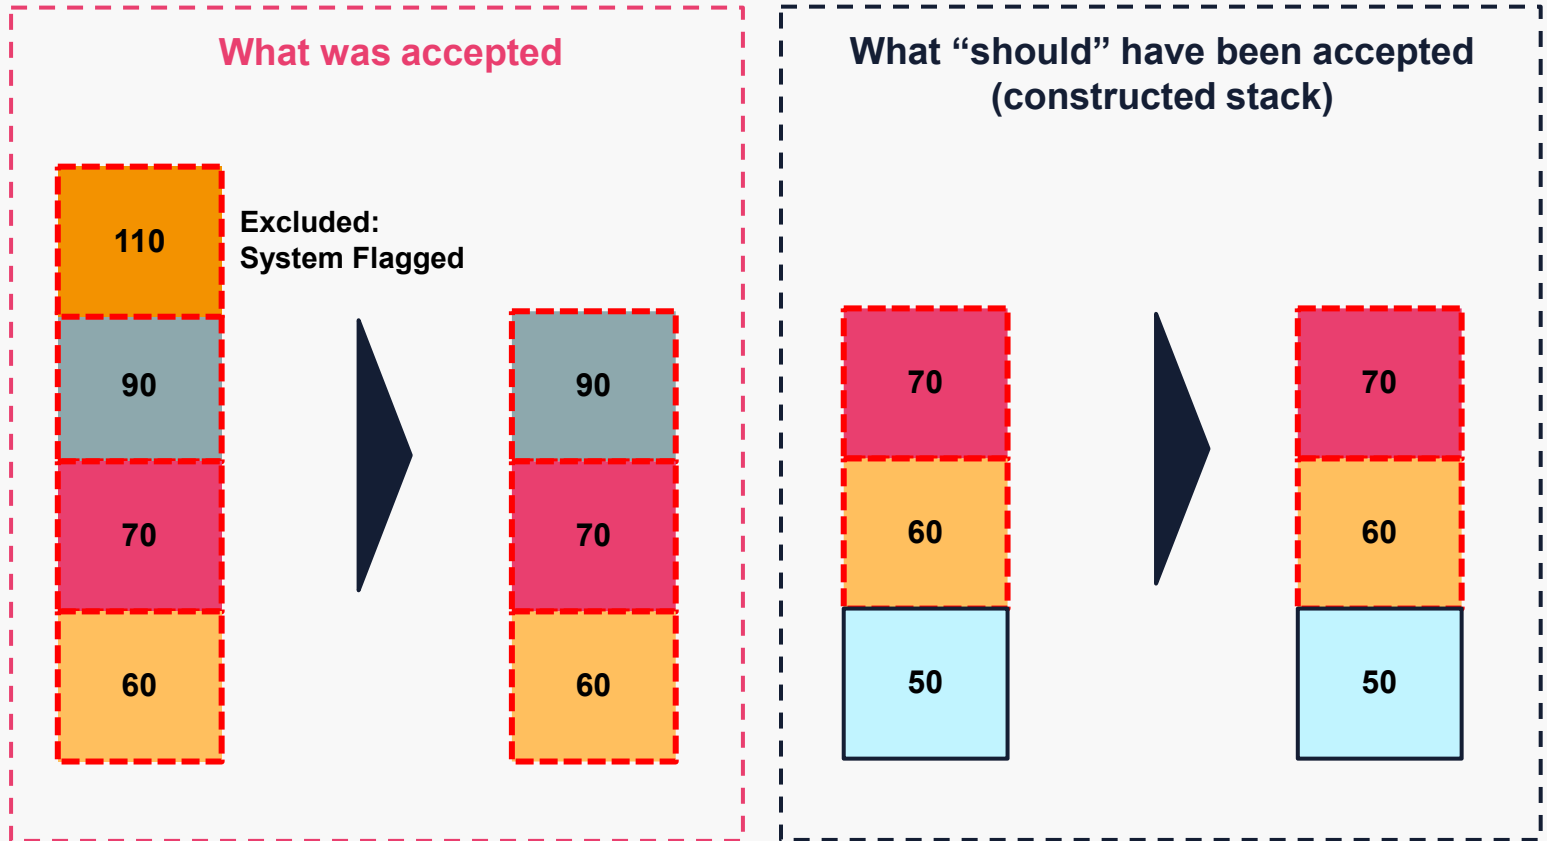 What was accepted
110
Excluded:
System Flagged
90
70
60
90
70
60
What “should” have been accepted
(constructed stack)
70
60
50
70
60
50